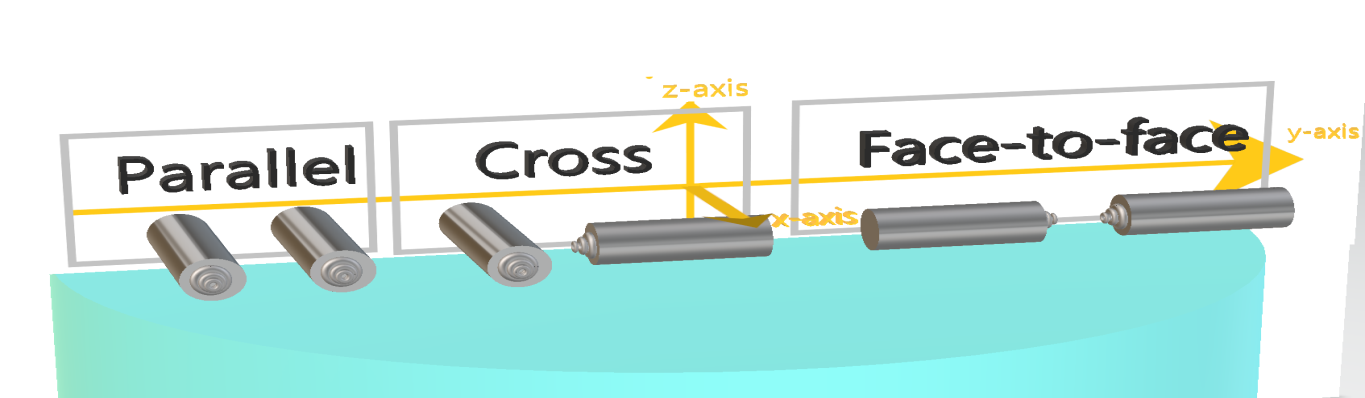 z-axis
Parallel
Cross
Face-to-face
y-axis
x-axis